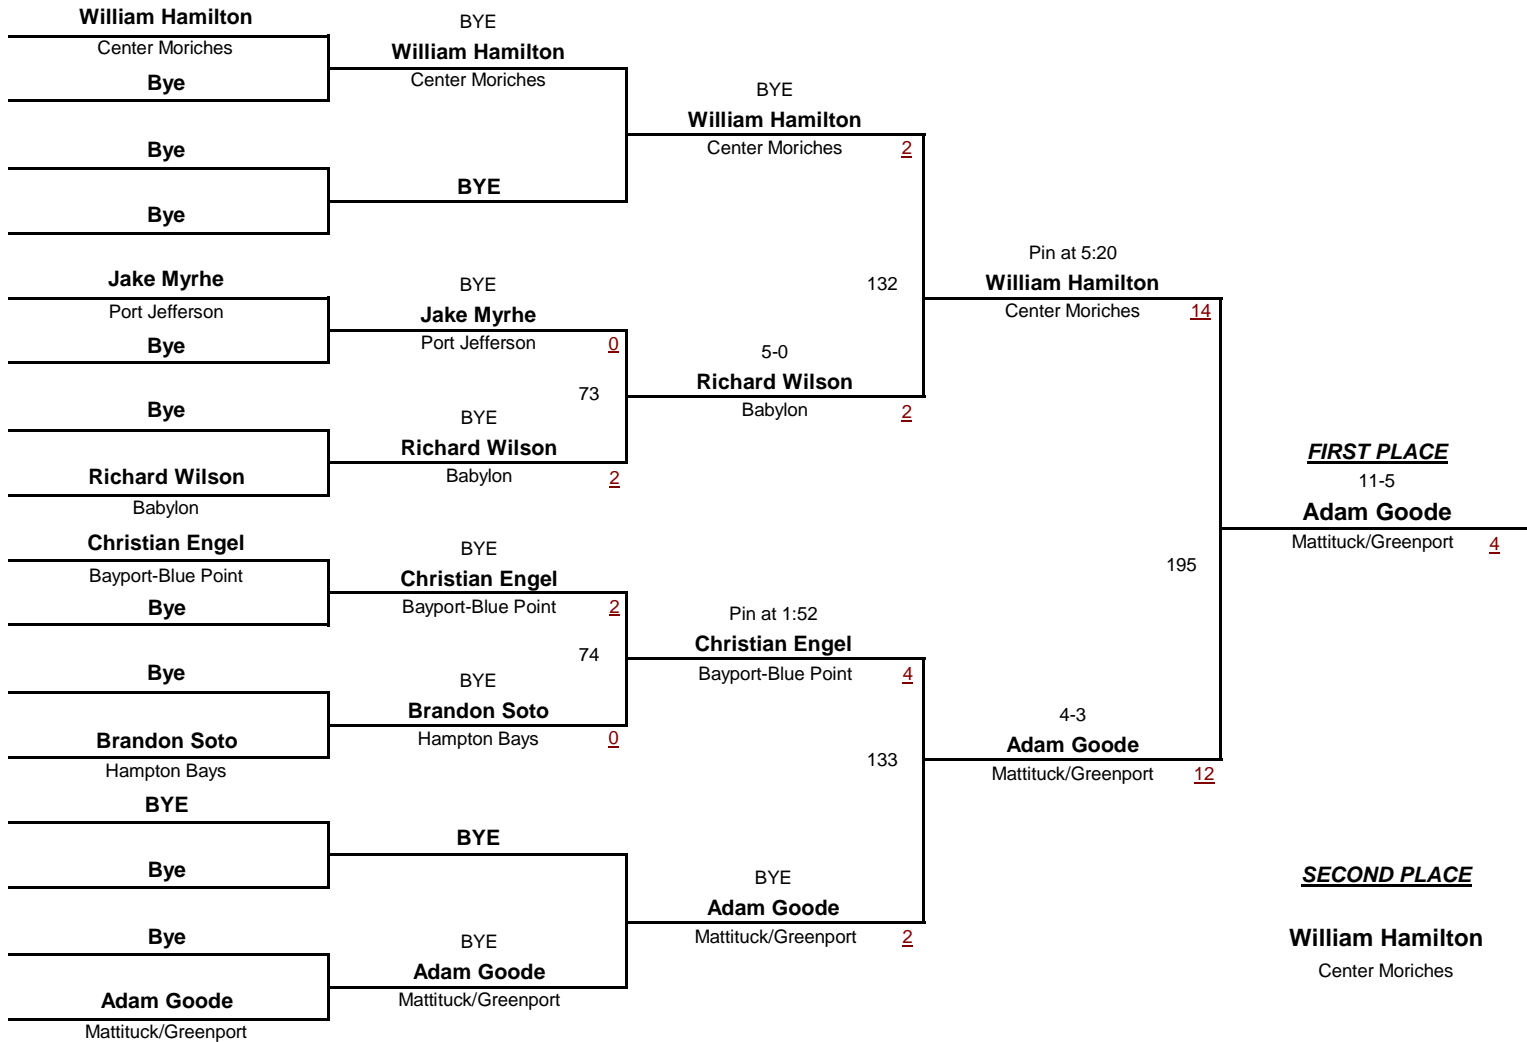 William Hamilton
Center Moriches
Bye
Bye
Bye
Jake Myrhe
Port Jefferson
Bye
Bye
Richard Wilson
Babylon
Christian Engel
Bayport-Blue Point
Bye
Bye
Brandon Soto
Hampton Bays
BYE
Bye
Bye
Adam Goode
Mattituck/Greenport
BYE
William Hamilton
Center Moriches
BYE
BYE
Jake Myrhe
Port Jefferson
0
73
BYE
Richard Wilson
Babylon
2
BYE
Christian Engel
Bayport-Blue Point
2
74
BYE
Brandon Soto
Hampton Bays
0
BYE
BYE
Adam Goode
Mattituck/Greenport
BYE
William Hamilton
Center Moriches
2
132
5-0
Richard Wilson
Babylon
2
Pin at 1:52
Christian Engel
Bayport-Blue Point
4
133
BYE
Adam Goode
Mattituck/Greenport
2
Pin at 5:20
William Hamilton
Center Moriches
14
195
4-3
Adam Goode
Mattituck/Greenport
12
FIRST PLACE
11-5
Adam Goode
Mattituck/Greenport
4
SECOND PLACE
William Hamilton
Center Moriches